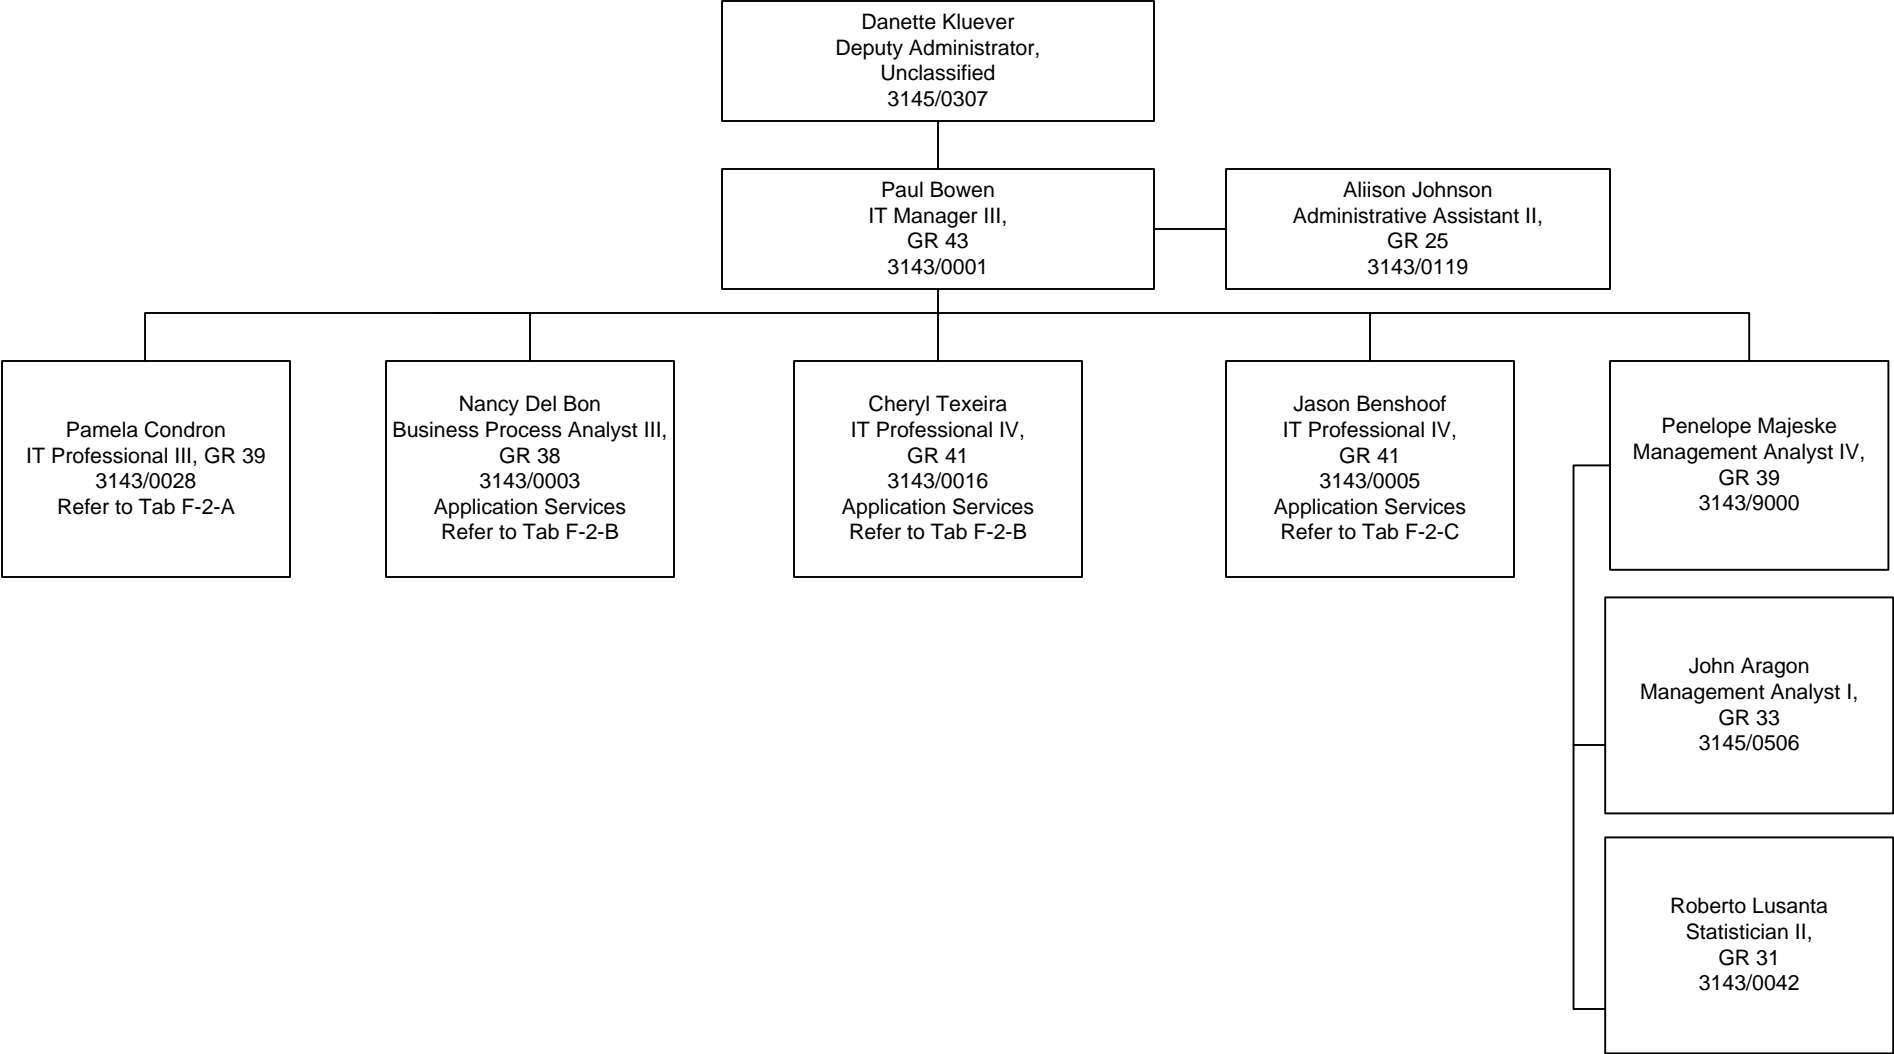 Danette Kluever
Deputy Administrator,
Unclassified
3145/0307
Paul Bowen
IT Manager III,
GR 43
3143/0001
Aliison Johnson
Administrative Assistant II,
GR 25
3143/0119
Pamela Condron
IT Professional III, GR 39
3143/0028
Refer to Tab F-2-A
Nancy Del Bon
Business Process Analyst III,
GR 38
3143/0003
Application Services
Refer to Tab F-2-B
Cheryl Texeira
IT Professional IV,
GR 41
3143/0016
Application Services
Refer to Tab F-2-B
Jason Benshoof
IT Professional IV,
GR 41
3143/0005
Application Services
Refer to Tab F-2-C
Penelope Majeske
Management Analyst IV,
GR 39
3143/9000
John Aragon
Management Analyst I,
GR 33
3145/0506
Roberto Lusanta
Statistician II,
GR 31
3143/0042